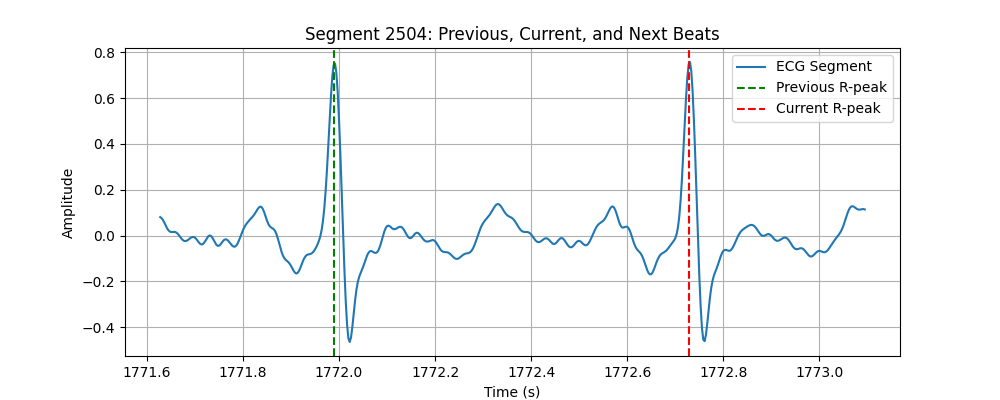 Segment 2504: Previous, Current, and Next Beats
ECG Segment
Previous R-peak
Current R-peak
Amplitude
0.8
0.6
0.4
0.2
0.0
−0.2
−0.4
1771.6 1771.8 1772.0 1772.2 1772.4 1772.6 1772.8 1773.0
Time (s)